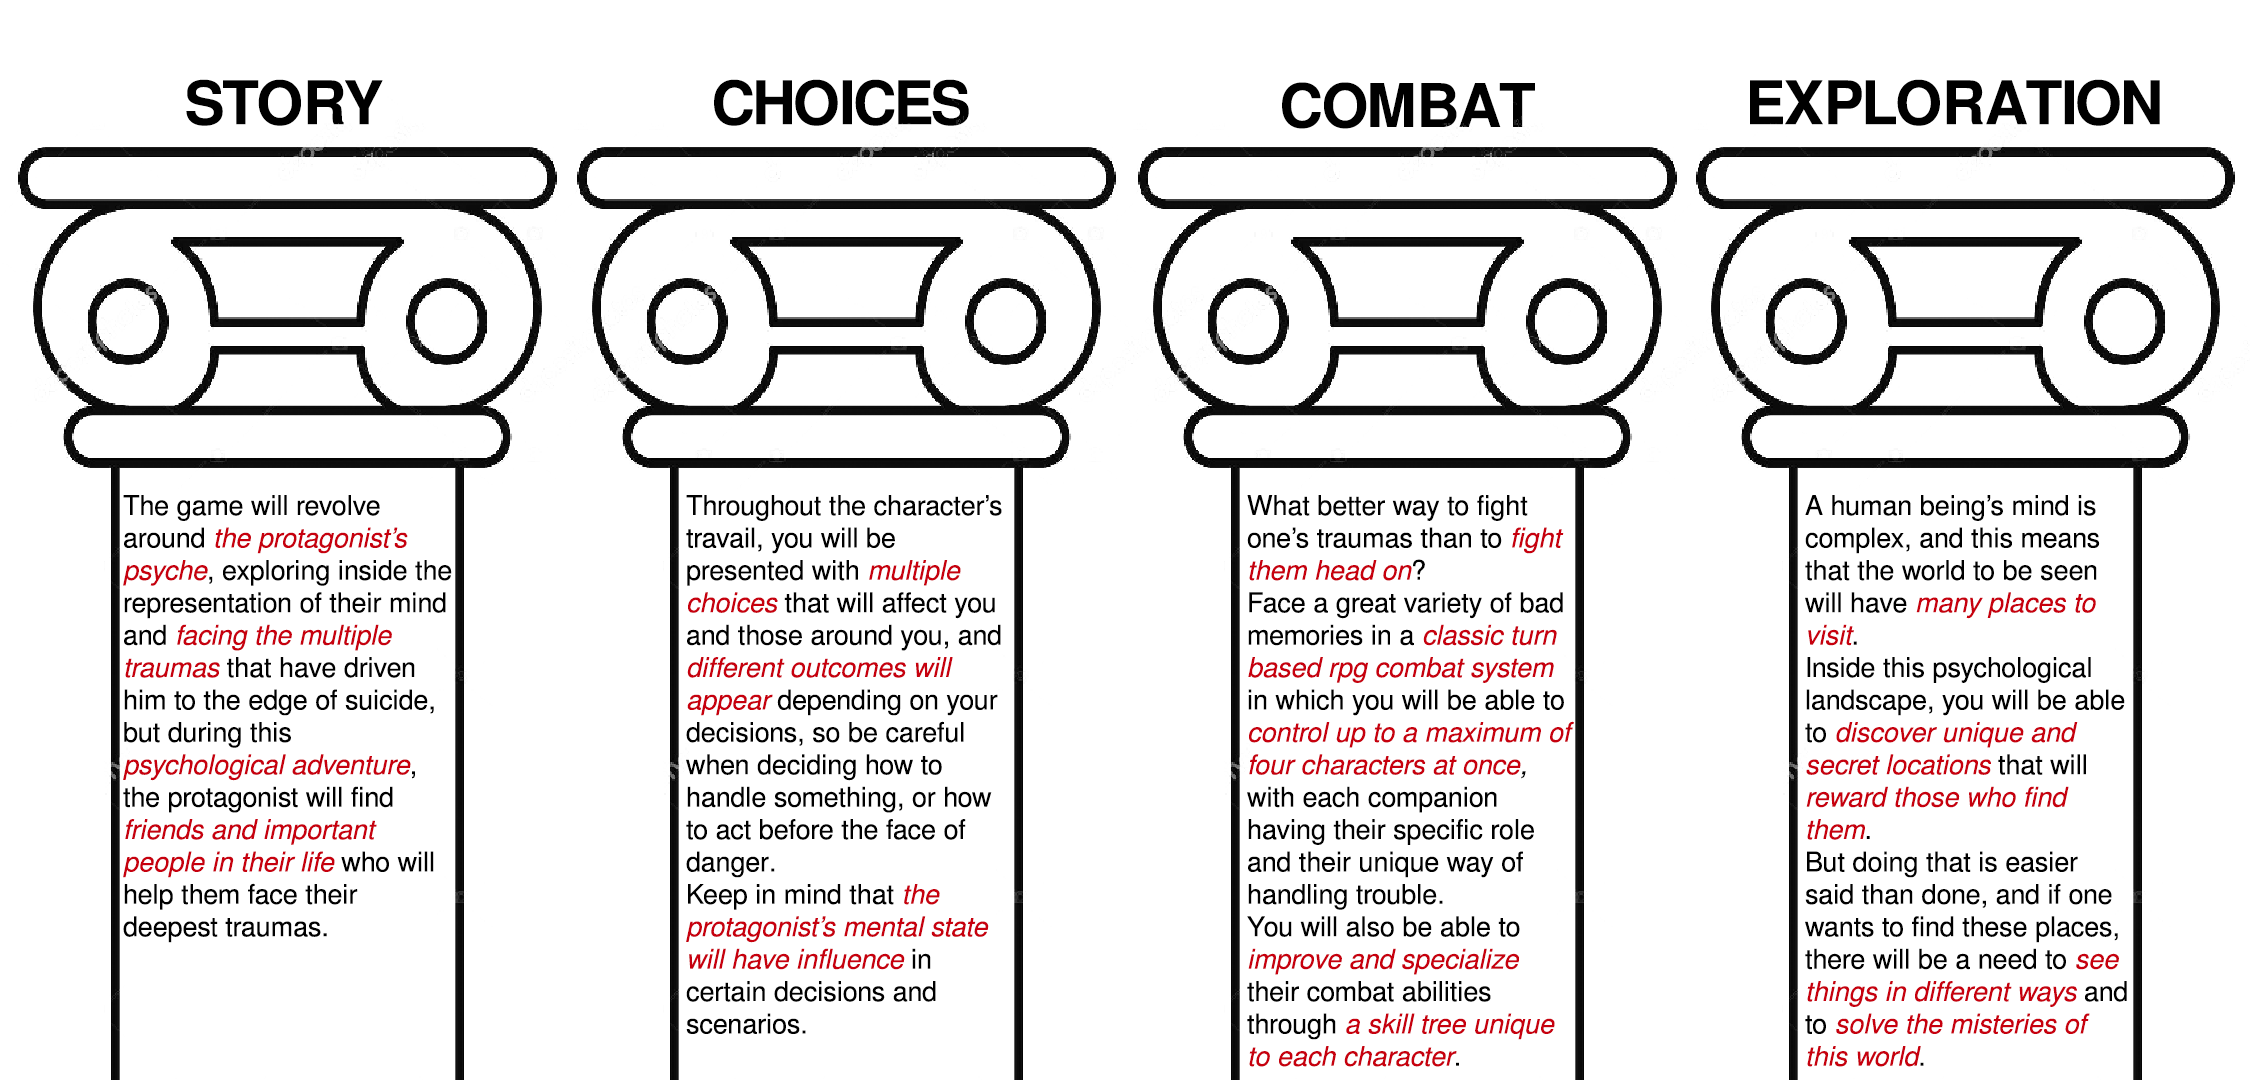 STORY
The game will revolve
around the protagonist's
psyche, exploring inside the
representation of their mind
and facing the multiple
traumas that have driven
him to the edge of suicide,
but during this
psychological adventure,
the protagonist will find
friends and important
people in their life who will
help them face their
deepest traumas.
CHOICES
Throughout the character's
travail, you will be
presented with multiple
choices that will affect you
and those around you, and
different outcomes will
appear depending on your
decisions, so be careful
when deciding how to
handle something, or how
to act before the face of
danger.
Keep in mind that the
protagonist's mental state
will have influence in
certain decisions and
scenarios.
COMBAT
What better way to fight
one's traumas than to fight
them head on?
Face a great variety of bad
memories in a classic turn
based rpg combat system
in which you will be able to
control up to a maximum of
four characters at once,
with each companion
having their specific role
and their unique way of
handling trouble.
You will also be able to
improve and specialize
their combat abilities
through a skill tree unique
to each character.
EXPLORATION
A human being's mind is
complex, and this means
that the world to be seen
will have many places to
visit.
Inside this psychological
landscape, you will be able
to discover unique and
secret locations that will
reward those who find
them.
But doing that is easier
said than done, and if one
wants to find these places,
there will be a need to see
things in different ways and
to solve the misteries of
this world.